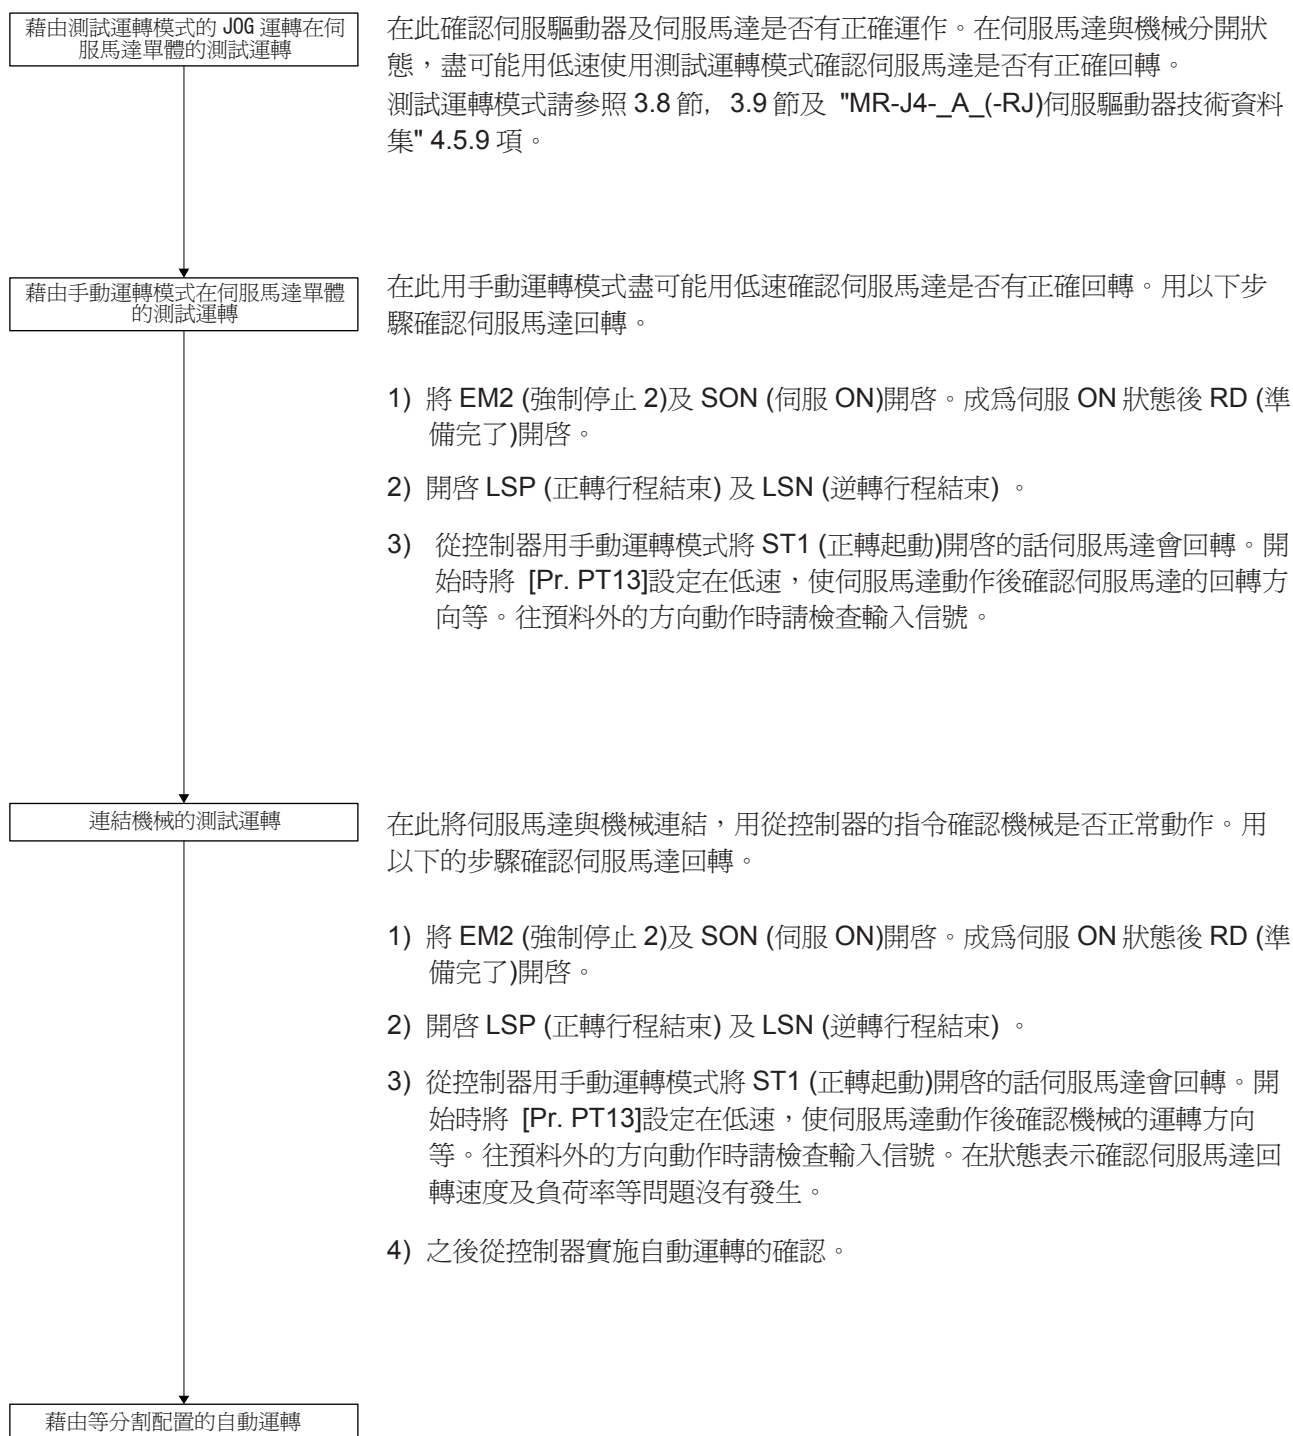 藉由測試運轉模式的 JOG 運轉在伺
服馬達單體的測試運轉
在此確認伺服驅動器及伺服馬達是否有正確運作。在伺服馬達與機械分開狀
態，盡可能用低速使用測試運轉模式確認伺服馬達是否有正確回轉。
測試運轉模式請參照 3.8 節, 3.9 節及 "MR-J4-_A_(-RJ)伺服驅動器技術資料
集" 4.5.9 項。
藉由手動運轉模式在伺服馬達單體
的測試運轉
在此用手動運轉模式盡可能用低速確認伺服馬達是否有正確回轉。用以下步
驟確認伺服馬達回轉。
1) 將 EM2 (強制停止 2)及 SON (伺服 ON)開啓。成爲伺服 ON 狀態後 RD (準
備完了)開啓。
2) 開啓 LSP (正轉行程結束) 及 LSN (逆轉行程結束) 。
3) 從控制器用手動運轉模式將 ST1 (正轉起動)開啓的話伺服馬達會回轉。開
始時將 [Pr. PT13]設定在低速，使伺服馬達動作後確認伺服馬達的回轉方
向等。往預料外的方向動作時請檢查輸入信號。
連結機械的測試運轉
在此將伺服馬達與機械連結，用從控制器的指令確認機械是否正常動作。用
以下的步驟確認伺服馬達回轉。
1) 將 EM2 (強制停止 2)及 SON (伺服 ON)開啓。成爲伺服 ON 狀態後 RD (準
備完了)開啓。
2) 開啓 LSP (正轉行程結束) 及 LSN (逆轉行程結束) 。
3) 從控制器用手動運轉模式將 ST1 (正轉起動)開啓的話伺服馬達會回轉。開
始時將 [Pr. PT13]設定在低速，使伺服馬達動作後確認機械的運轉方向
等。往預料外的方向動作時請檢查輸入信號。在狀態表示確認伺服馬達回
轉速度及負荷率等問題沒有發生。
4) 之後從控制器實施自動運轉的確認。
藉由等分割配置的自動運轉